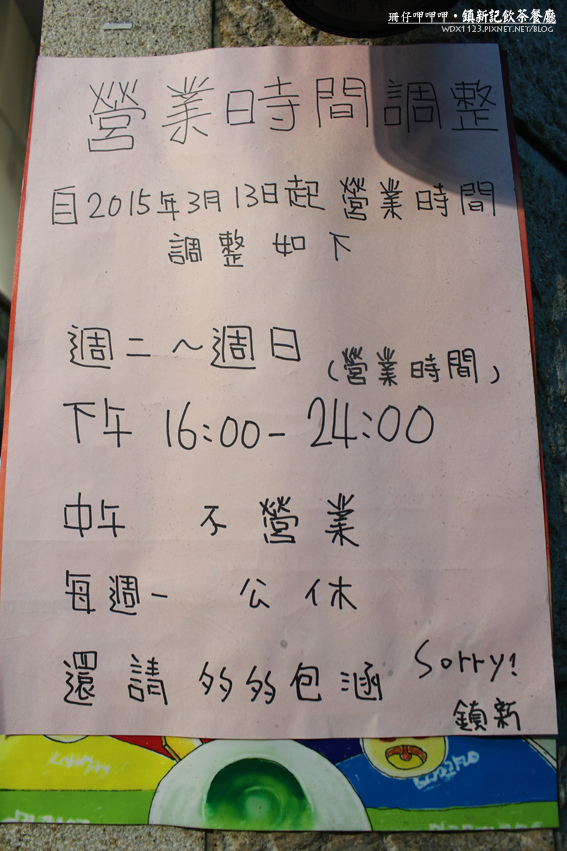 珮仔呷呷呷•鎮新記飲茶餐廳
WDX1123.PIXNET.NET/BLOG
營業時間調整
自2015年3月13日起 營業時間
調整如下
週二～週日
(營業時間)
下午 16:00-24:00
中午 不營業
每週一 公休
還請多多包涵 Sorry!
鎮新